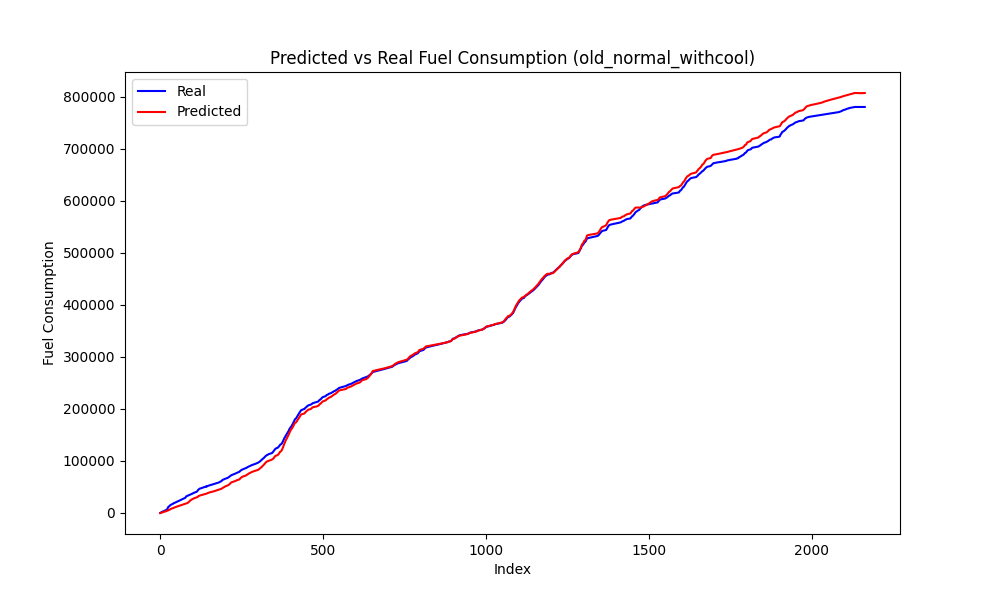 Predicted vs Real Fuel Consumption (old_normal_withcool)
Real
Predicted
800000
700000
600000
500000
400000
300000
200000
100000
0
Fuel Consumption
0 500 1000 1500 2000
Index